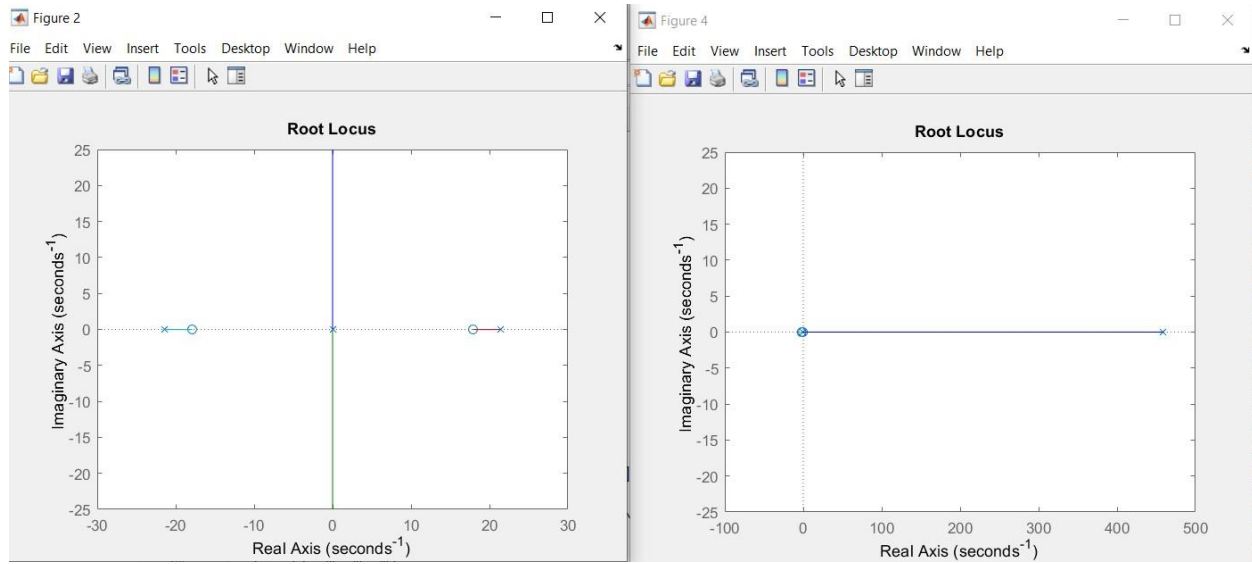 Figure 2
File Edit View Insert Tools Desktop Window Help
Root Locus
25
20
15
10
5
0
-5
-10
-15
-20
-25
Imaginary Axis (seconds⁻¹)
-30 -20 -10 0 10 20 30
Real Axis (seconds⁻¹)
Figure 4
File Edit View Insert Tools Desktop Window Help
Root Locus
25
20
15
10
5
0
-5
-10
-15
-20
-25
Imaginary Axis (seconds⁻¹)
-100 0 100 200 300 400 500
Real Axis (seconds⁻¹)